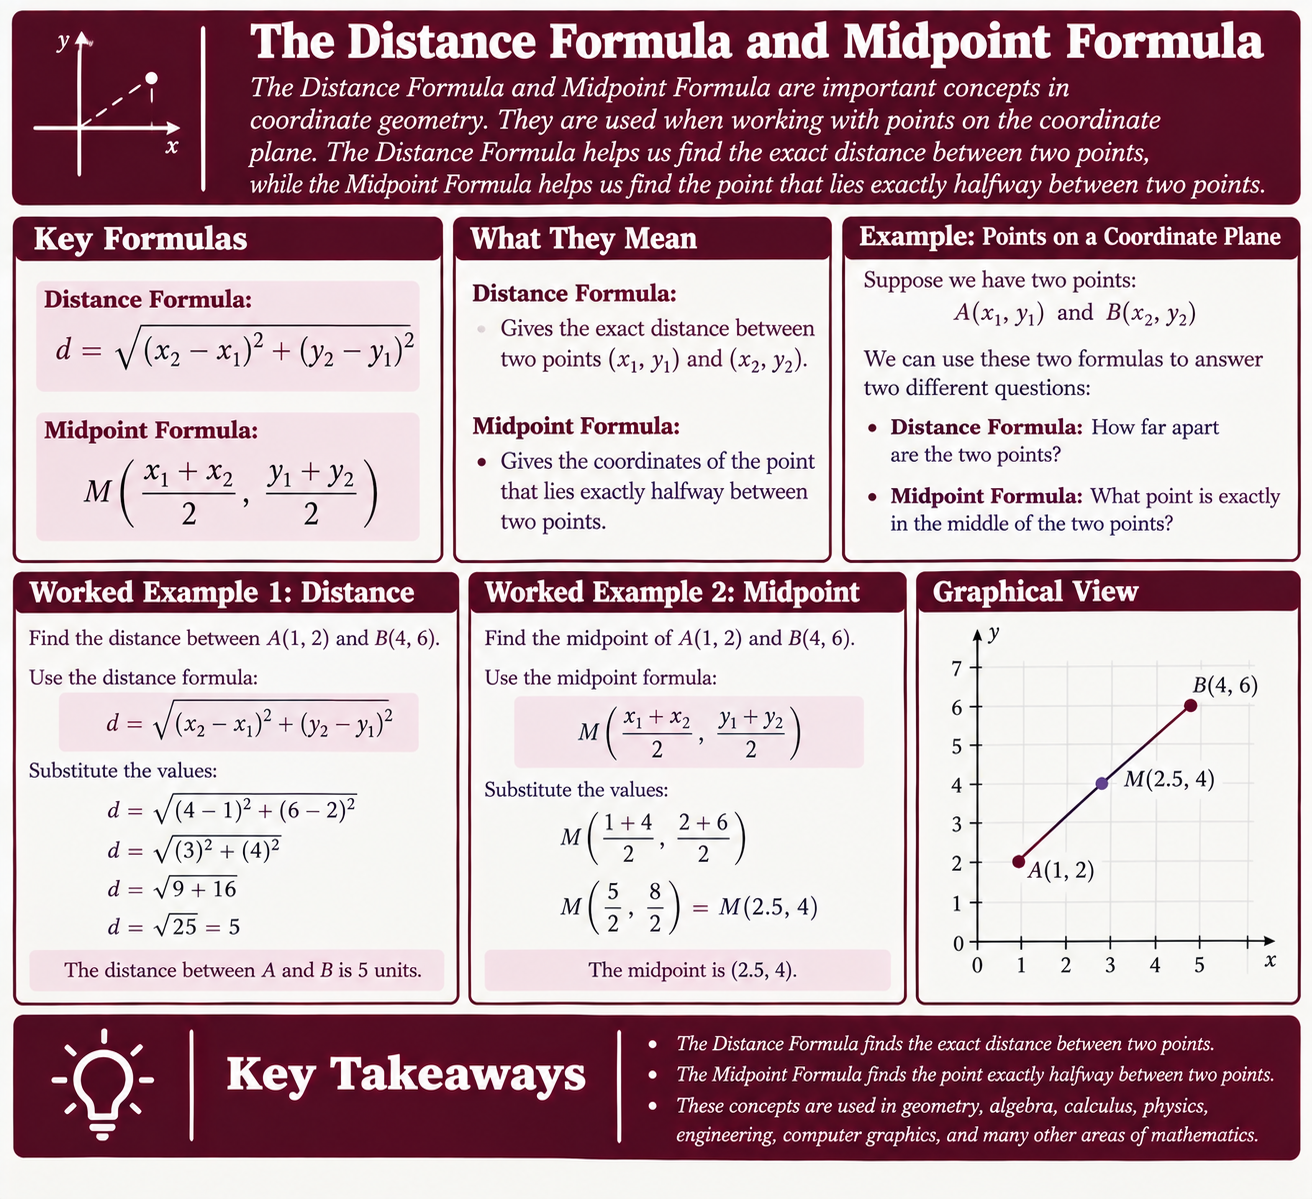 y
x
The Distance Formula and Midpoint Formula
The Distance Formula and Midpoint Formula are important concepts in
coordinate geometry. They are used when working with points on the coordinate
plane. The Distance Formula helps us find the exact distance between two points,
while the Midpoint Formula helps us find the point that lies exactly halfway between two points.
Key Formulas
Distance Formula:
d = √((x₂ − x₁)² + (y₂ − y₁)²)
Midpoint Formula:
M((x₁ + x₂)/2, (y₁ + y₂)/2)
What They Mean
Distance Formula:
• Gives the exact distance between
two points (x₁, y₁) and (x₂, y₂).
Midpoint Formula:
• Gives the coordinates of the point
that lies exactly halfway between
two points.
Example: Points on a Coordinate Plane
Suppose we have two points:
A(x₁, y₁) and B(x₂, y₂)
We can use these two formulas to answer
two different questions:
• Distance Formula: How far apart
are the two points?
• Midpoint Formula: What point is exactly
in the middle of the two points?
Worked Example 1: Distance
Find the distance between A(1, 2) and B(4, 6).
Use the distance formula:
d = √((x₂ − x₁)² + (y₂ − y₁)²)
Substitute the values:
d = √((4 − 1)² + (6 − 2)²)
d = √((3)² + (4)²)
d = √(9 + 16)
d = √25 = 5
The distance between A and B is 5 units.
Worked Example 2: Midpoint
Find the midpoint of A(1, 2) and B(4, 6).
Use the midpoint formula:
M((x₁ + x₂)/2, (y₁ + y₂)/2)
Substitute the values:
M((1 + 4)/2, (2 + 6)/2)
M(5/2, 8/2) = M(2.5, 4)
The midpoint is (2.5, 4).
Graphical View
y
7
B(4, 6)
6
5
4
M(2.5, 4)
3
2
A(1, 2)
1
0
0 1 2 3 4 5 x
Key Takeaways
• The Distance Formula finds the exact distance between two points.
• The Midpoint Formula finds the point exactly halfway between two points.
• These concepts are used in geometry, algebra, calculus, physics,
engineering, computer graphics, and many other areas of mathematics.